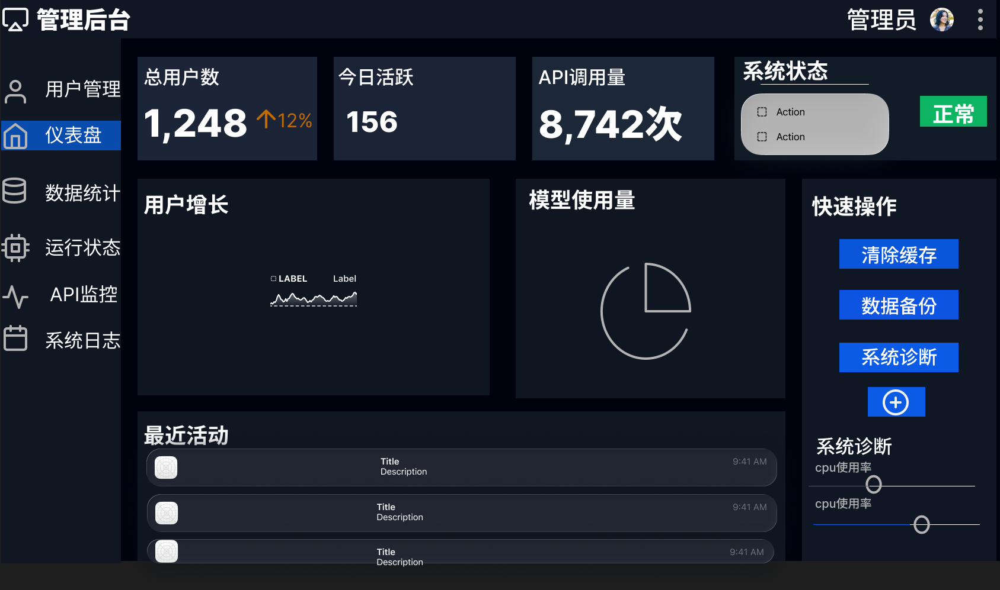 管理后台
管理员
用户管理
仪表盘
数据统计
运行状态
API监控
系统日志
总用户数
1,248 12%
今日活跃
156
API调用量
8,742次
系统状态
Action
Action
正常
用户增长
LABEL Label
模型使用量
快速操作
清除缓存
数据备份
系统诊断
系统诊断
cpu使用率
cpu使用率
最近活动
Title 9:41 AM
Description
Title 9:41 AM
Description
Title 9:41 AM
Description